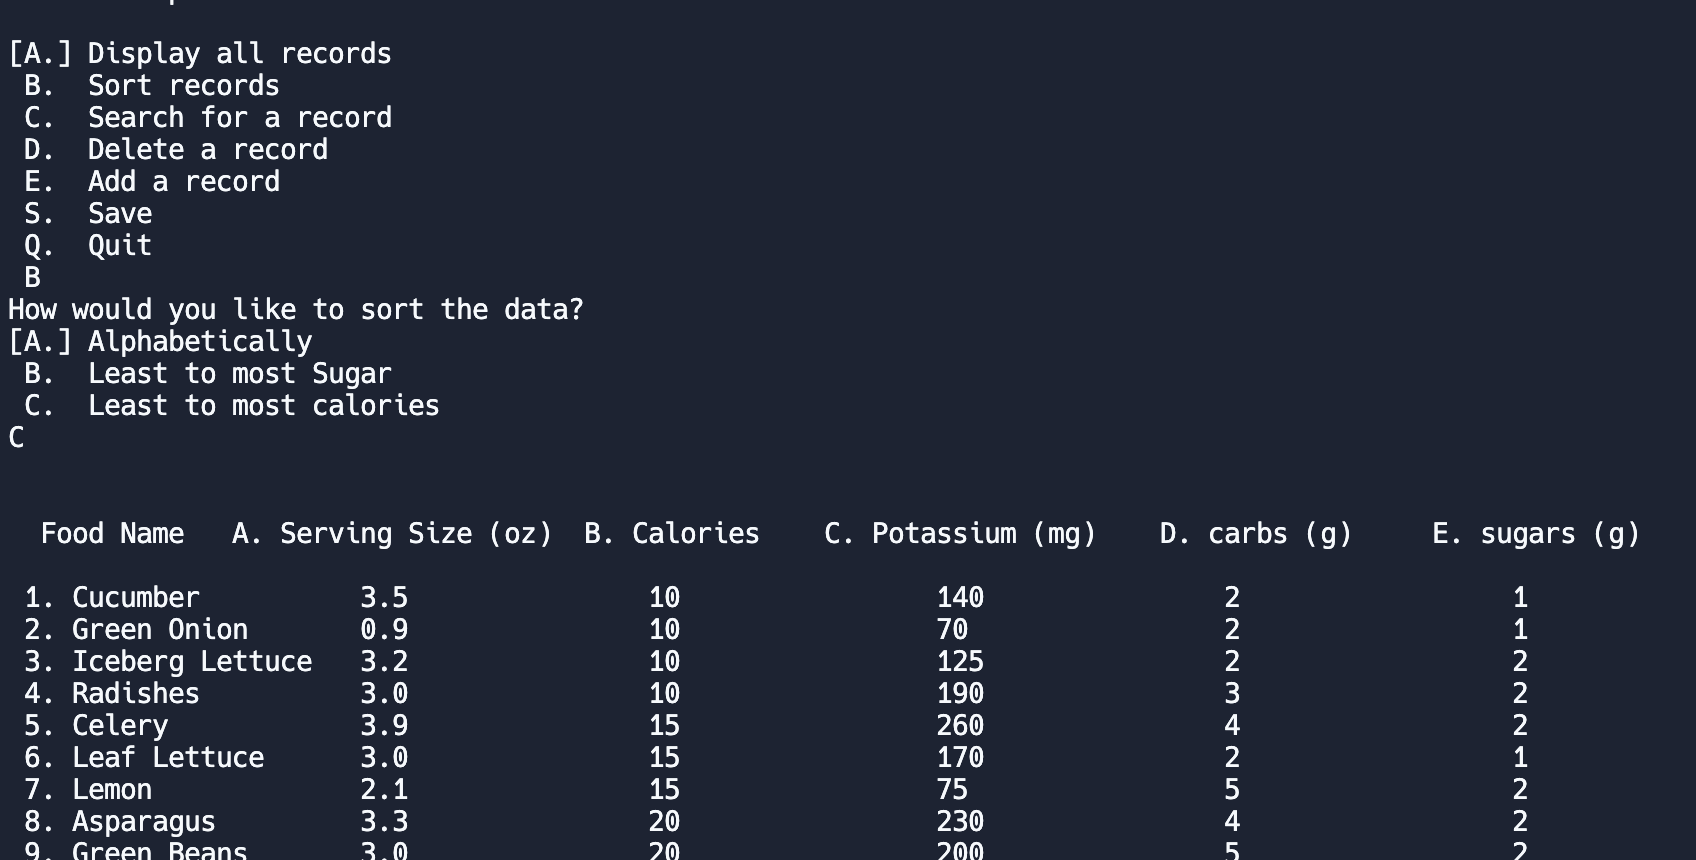 [A.] Display all records
B. Sort records
C. Search for a record
D. Delete a record
E. Add a record
S. Save
Q. Quit
B
How would you like to sort the data?
[A.] Alphabetically
B. Least to most Sugar
C. Least to most calories
C
Food Name A. Serving Size (oz) B. Calories C. Potassium (mg) D. carbs (g) E. sugars (g)
1. Cucumber 3.5 10 140 2 1
2. Green Onion 0.9 10 70 2 1
3. Iceberg Lettuce 3.2 10 125 2 2
4. Radishes 3.0 10 190 3 2
5. Celery 3.9 15 260 4 2
6. Leaf Lettuce 3.0 15 170 2 1
7. Lemon 2.1 15 75 5 2
8. Asparagus 3.3 20 230 4 2
9. Green Beans 3.0 20 200 5 2